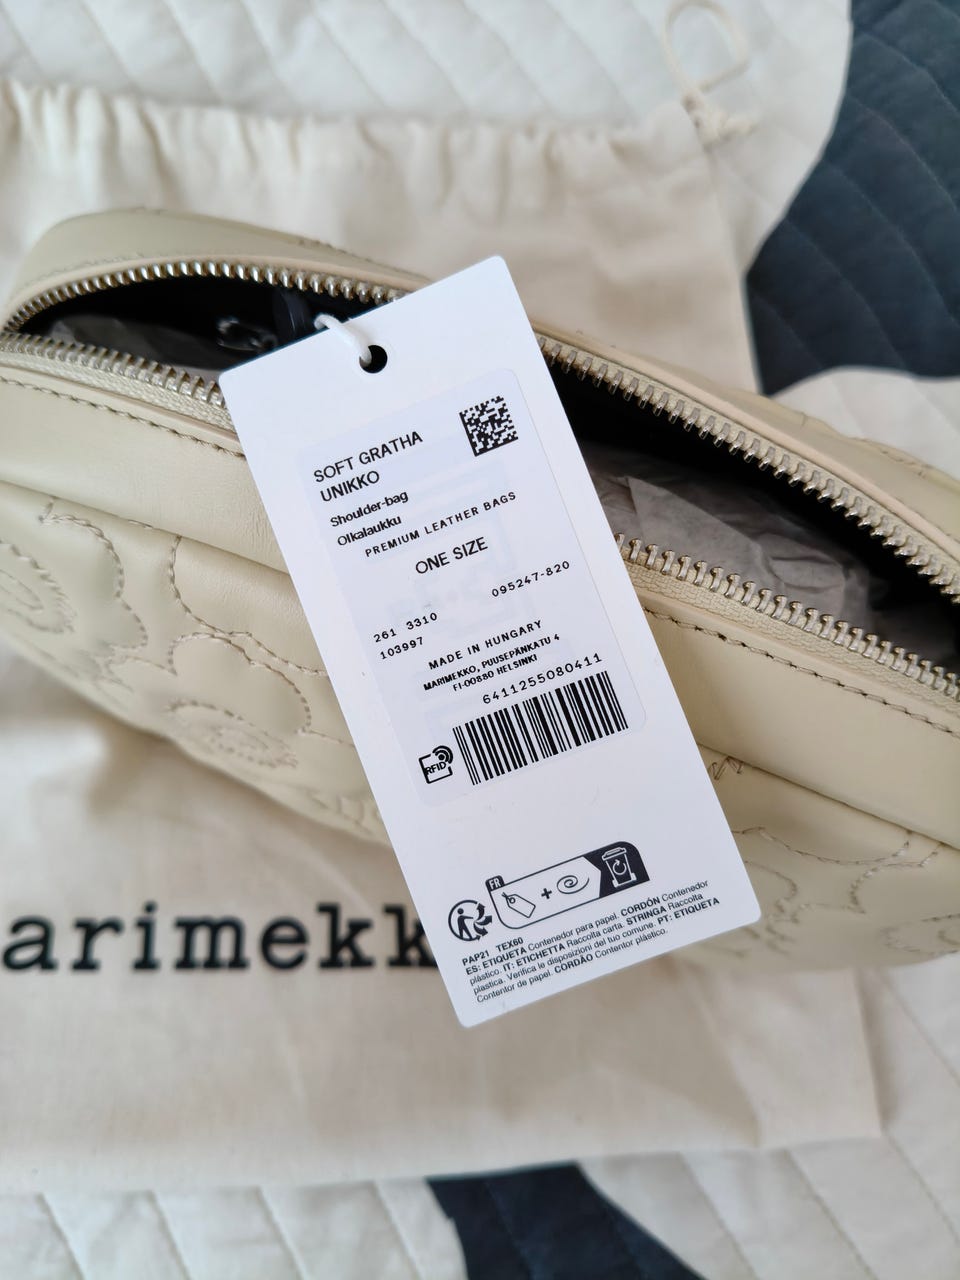 SOFT GRATHA
UNIKKO
Shoulder-bag
Olkalaukku
PREMIUM LEATHER BAGS
ONE SIZE
261 3310 095247-820
103997
MADE IN HUNGARY
MARIMEKKO, PUUSEPÄNKATU 4
FI-00880 HELSINKI
6411255080411
RFID
FR
PAP21 TEX60
ES: ETIQUETA Contenedor para papel. CORDÓN Contenedor
plástico. IT: ETICHETTA Raccolta carta. STRINGA Raccolta
plastica. Verifica le disposizioni del tuo comune. PT: ETIQUETA
Contentor de papel. CORDÃO Contentor plástico.
arimekk